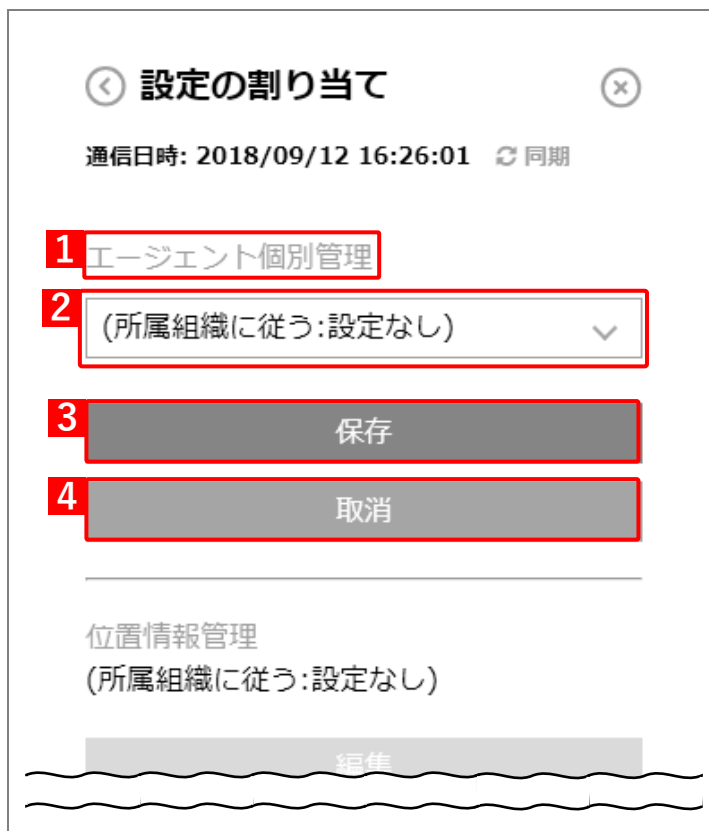 設定の割り当て
通信日時: 2018/09/12 16:26:01 同期
1 エージェント個別管理
2 (所属組織に従う:設定なし)
3 保存
4 取消
位置情報管理
(所属組織に従う:設定なし)
編集